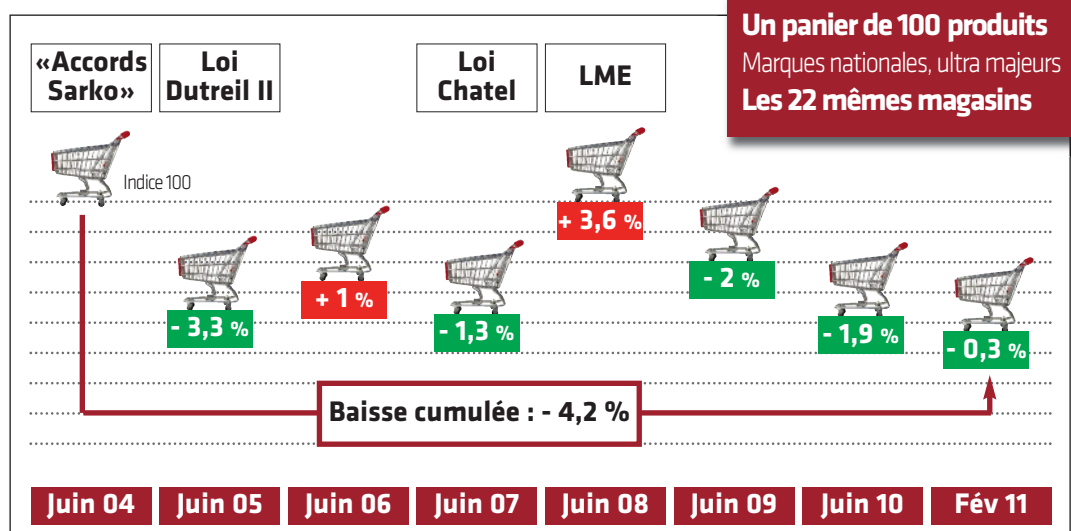 Un panier de 100 produits
Marques nationales, ultra majeurs
Les 22 mêmes magasins
«Accords
Sarko»
Loi
Dutreil II
Loi
Chatel
LME
Indice 100
- 3,3 %
+ 1 %
- 1,3 %
+ 3,6 %
- 2 %
- 1,9 %
- 0,3 %
Baisse cumulée : - 4,2 %
Juin 04
Juin 05
Juin 06
Juin 07
Juin 08
Juin 09
Juin 10
Fév 11